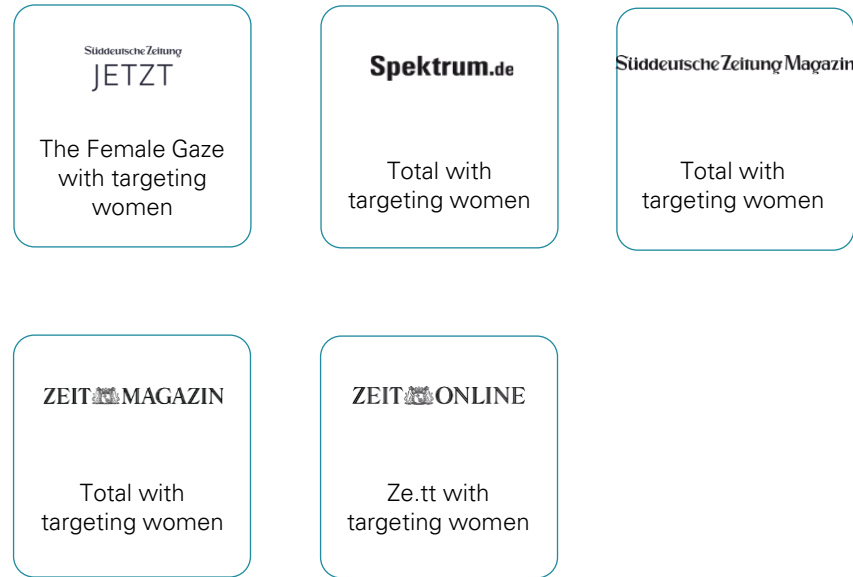 Süddeutsche Zeitung
JETZT
The Female Gaze
with targeting
women
Spektrum.de
Total with
targeting women
Süddeutsche Zeitung Magazin
Total with
targeting women
ZEIT MAGAZIN
Total with
targeting women
ZEIT ONLINE
Ze.tt with
targeting women